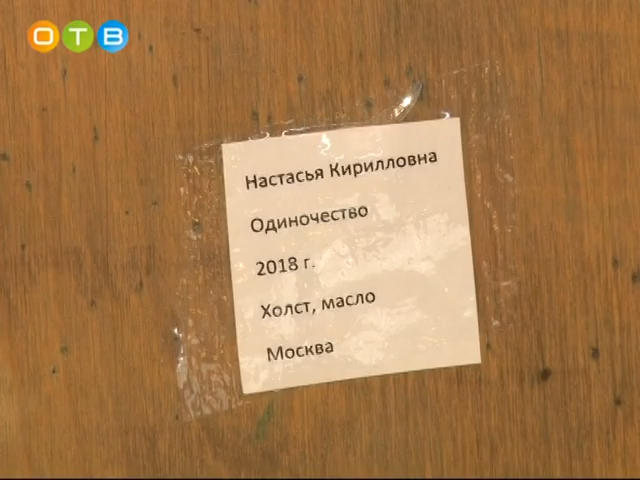 ОТВ
Настасья Кирилловна
Одиночество
2018 г.
Холст, масло
Москва